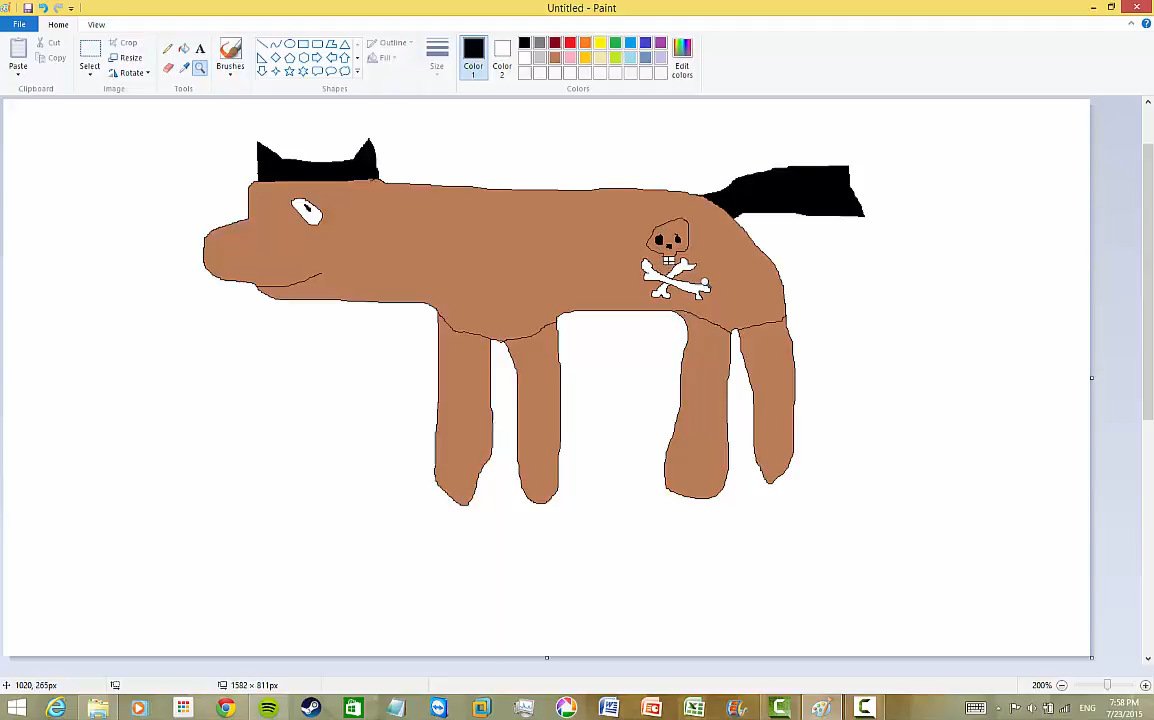 Untitled - Paint
File Home View
Paste
Cut
Copy
Clipboard
Select
Crop
Resize
Rotate
Image
A
Tools
Brushes
Outline
Fill
Shapes
Size
Color 1
Color 2
Edit colors
Colors
1020, 265px
1582 × 811px
200%
ENG
7:58 PM
7/23/2015